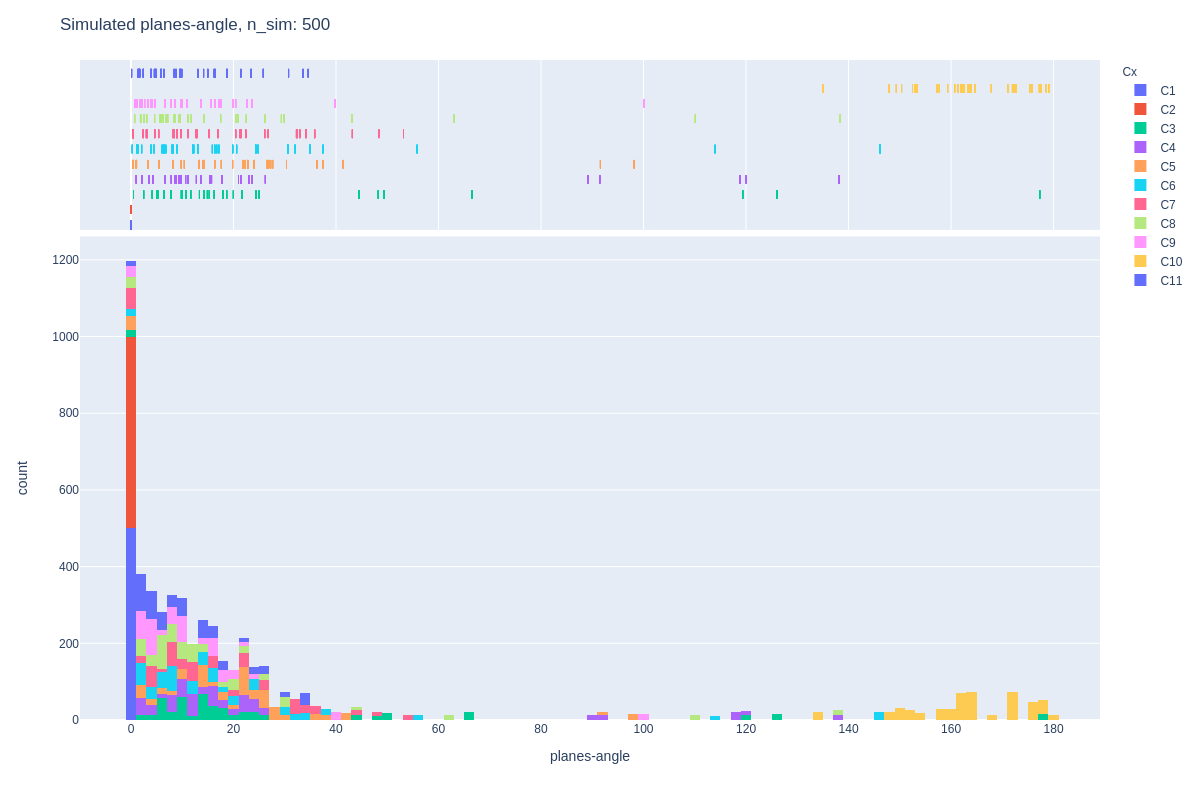 Simulated planes-angle, n_sim: 500
Cx
C1
C2
C3
C4
C5
C6
C7
C8
C9
C10
C11
1200
1000
800
600
400
200
0
count
0 20 40 60 80 100 120 140 160 180
planes-angle